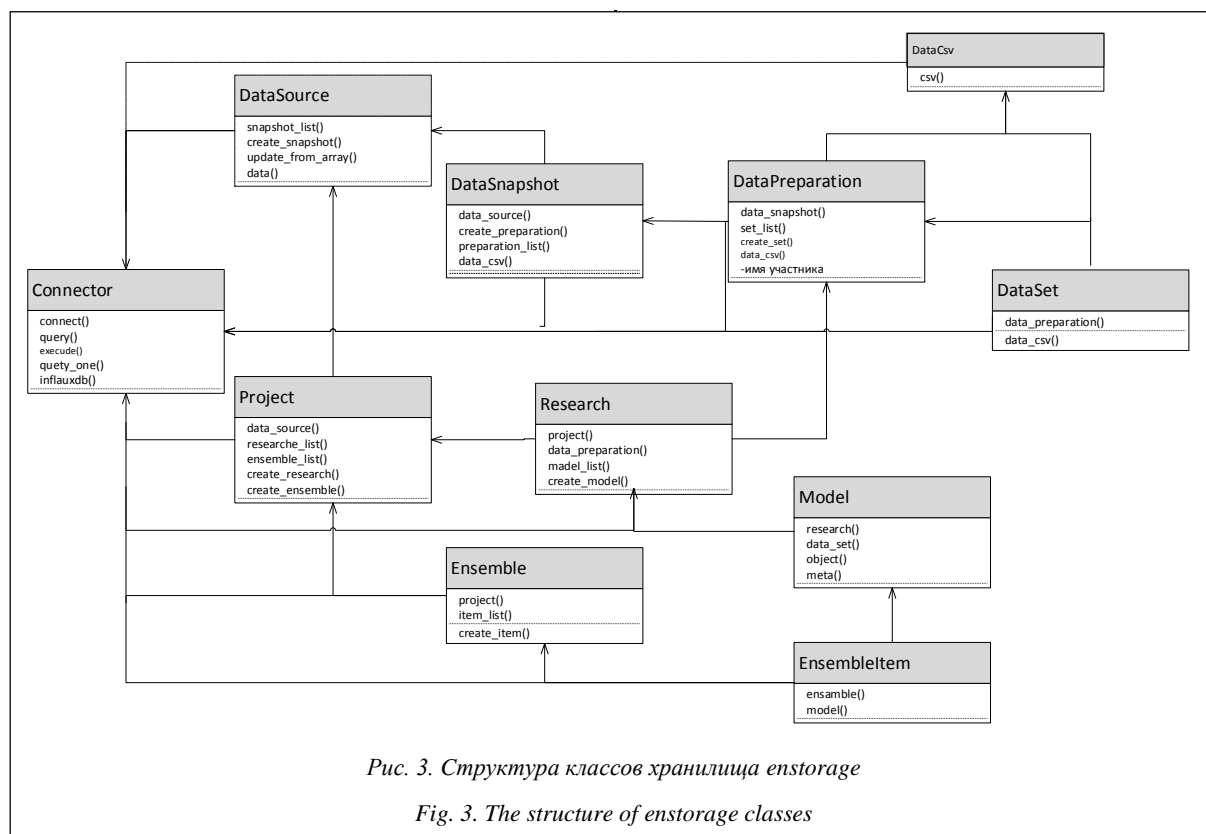 DataCsv
csv()
DataSource
snapshot_list()
create_snapshot()
update_from_array()
data()
DataSnapshot
data_source()
create_preparation()
preparation_list()
data_csv()
DataPreparation
data_snapshot()
set_list()
create_set()
data_csv()
-имя участника
Connector
connect()
query()
execude()
quety_one()
inflauxdb()
DataSet
data_preparation()
data_csv()
Project
data_source()
researche_list()
ensemble_list()
create_research()
create_ensemble()
Research
project()
data_preparation()
madel_list()
create_model()
Model
research()
data_set()
object()
meta()
Ensemble
project()
item_list()
create_item()
EnsembleItem
ensamble()
model()
Рис. 3. Структура классов хранилища enstorage
Fig. 3. The structure of enstorage classes